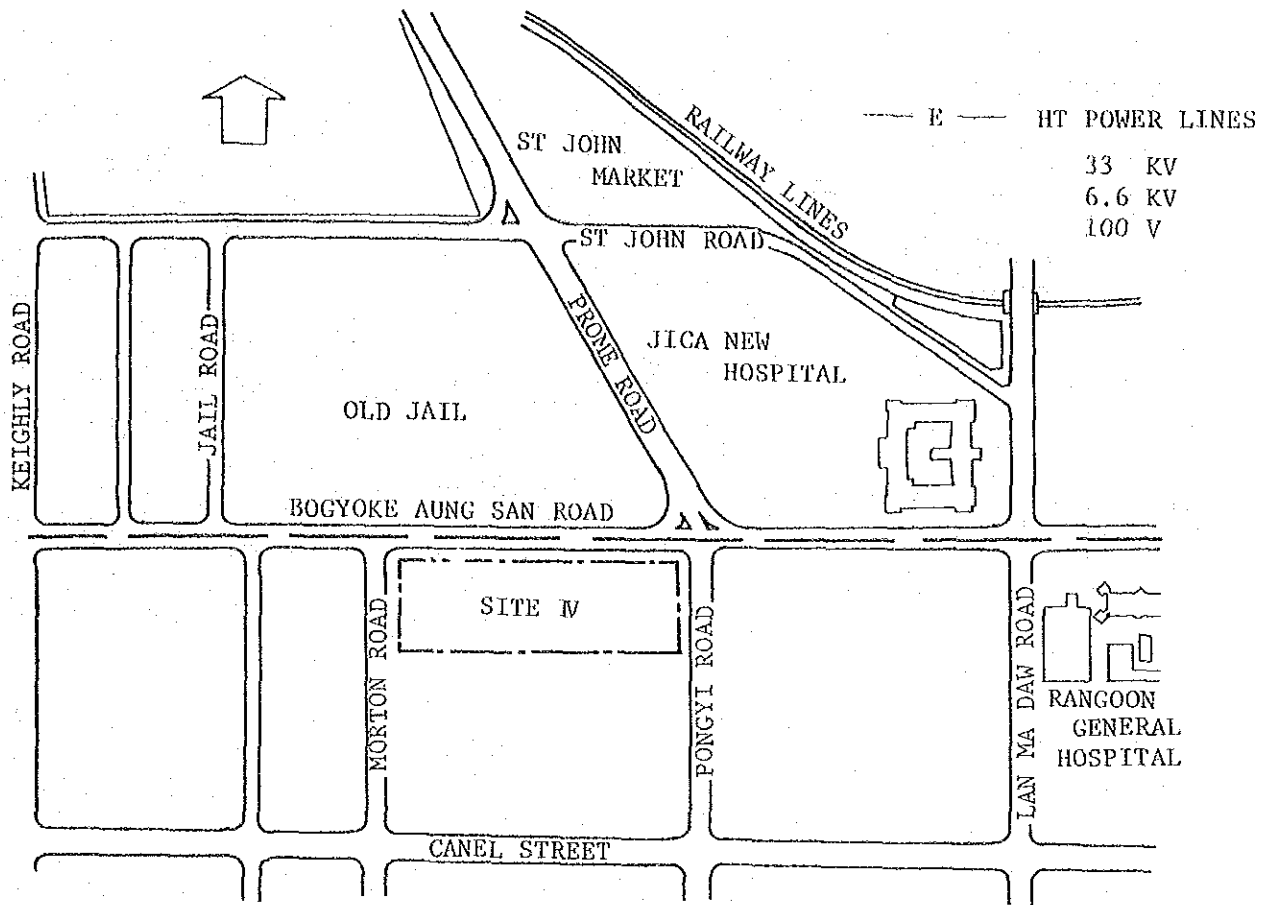 RAILWAY LINES
E HT POWER LINES
33 KV
6.6 KV
100 V
ST JOHN
MARKET
ST JOHN ROAD
KEIGHLY ROAD
JAIL ROAD
PROME ROAD
JICA NEW
HOSPITAL
OLD JAIL
BOGYOKE AUNG SAN ROAD
SITE Ⅳ
MORTON ROAD
PONGYI ROAD
LAN MA DAW ROAD
RANGOON
GENERAL
HOSPITAL
CANEL STREET